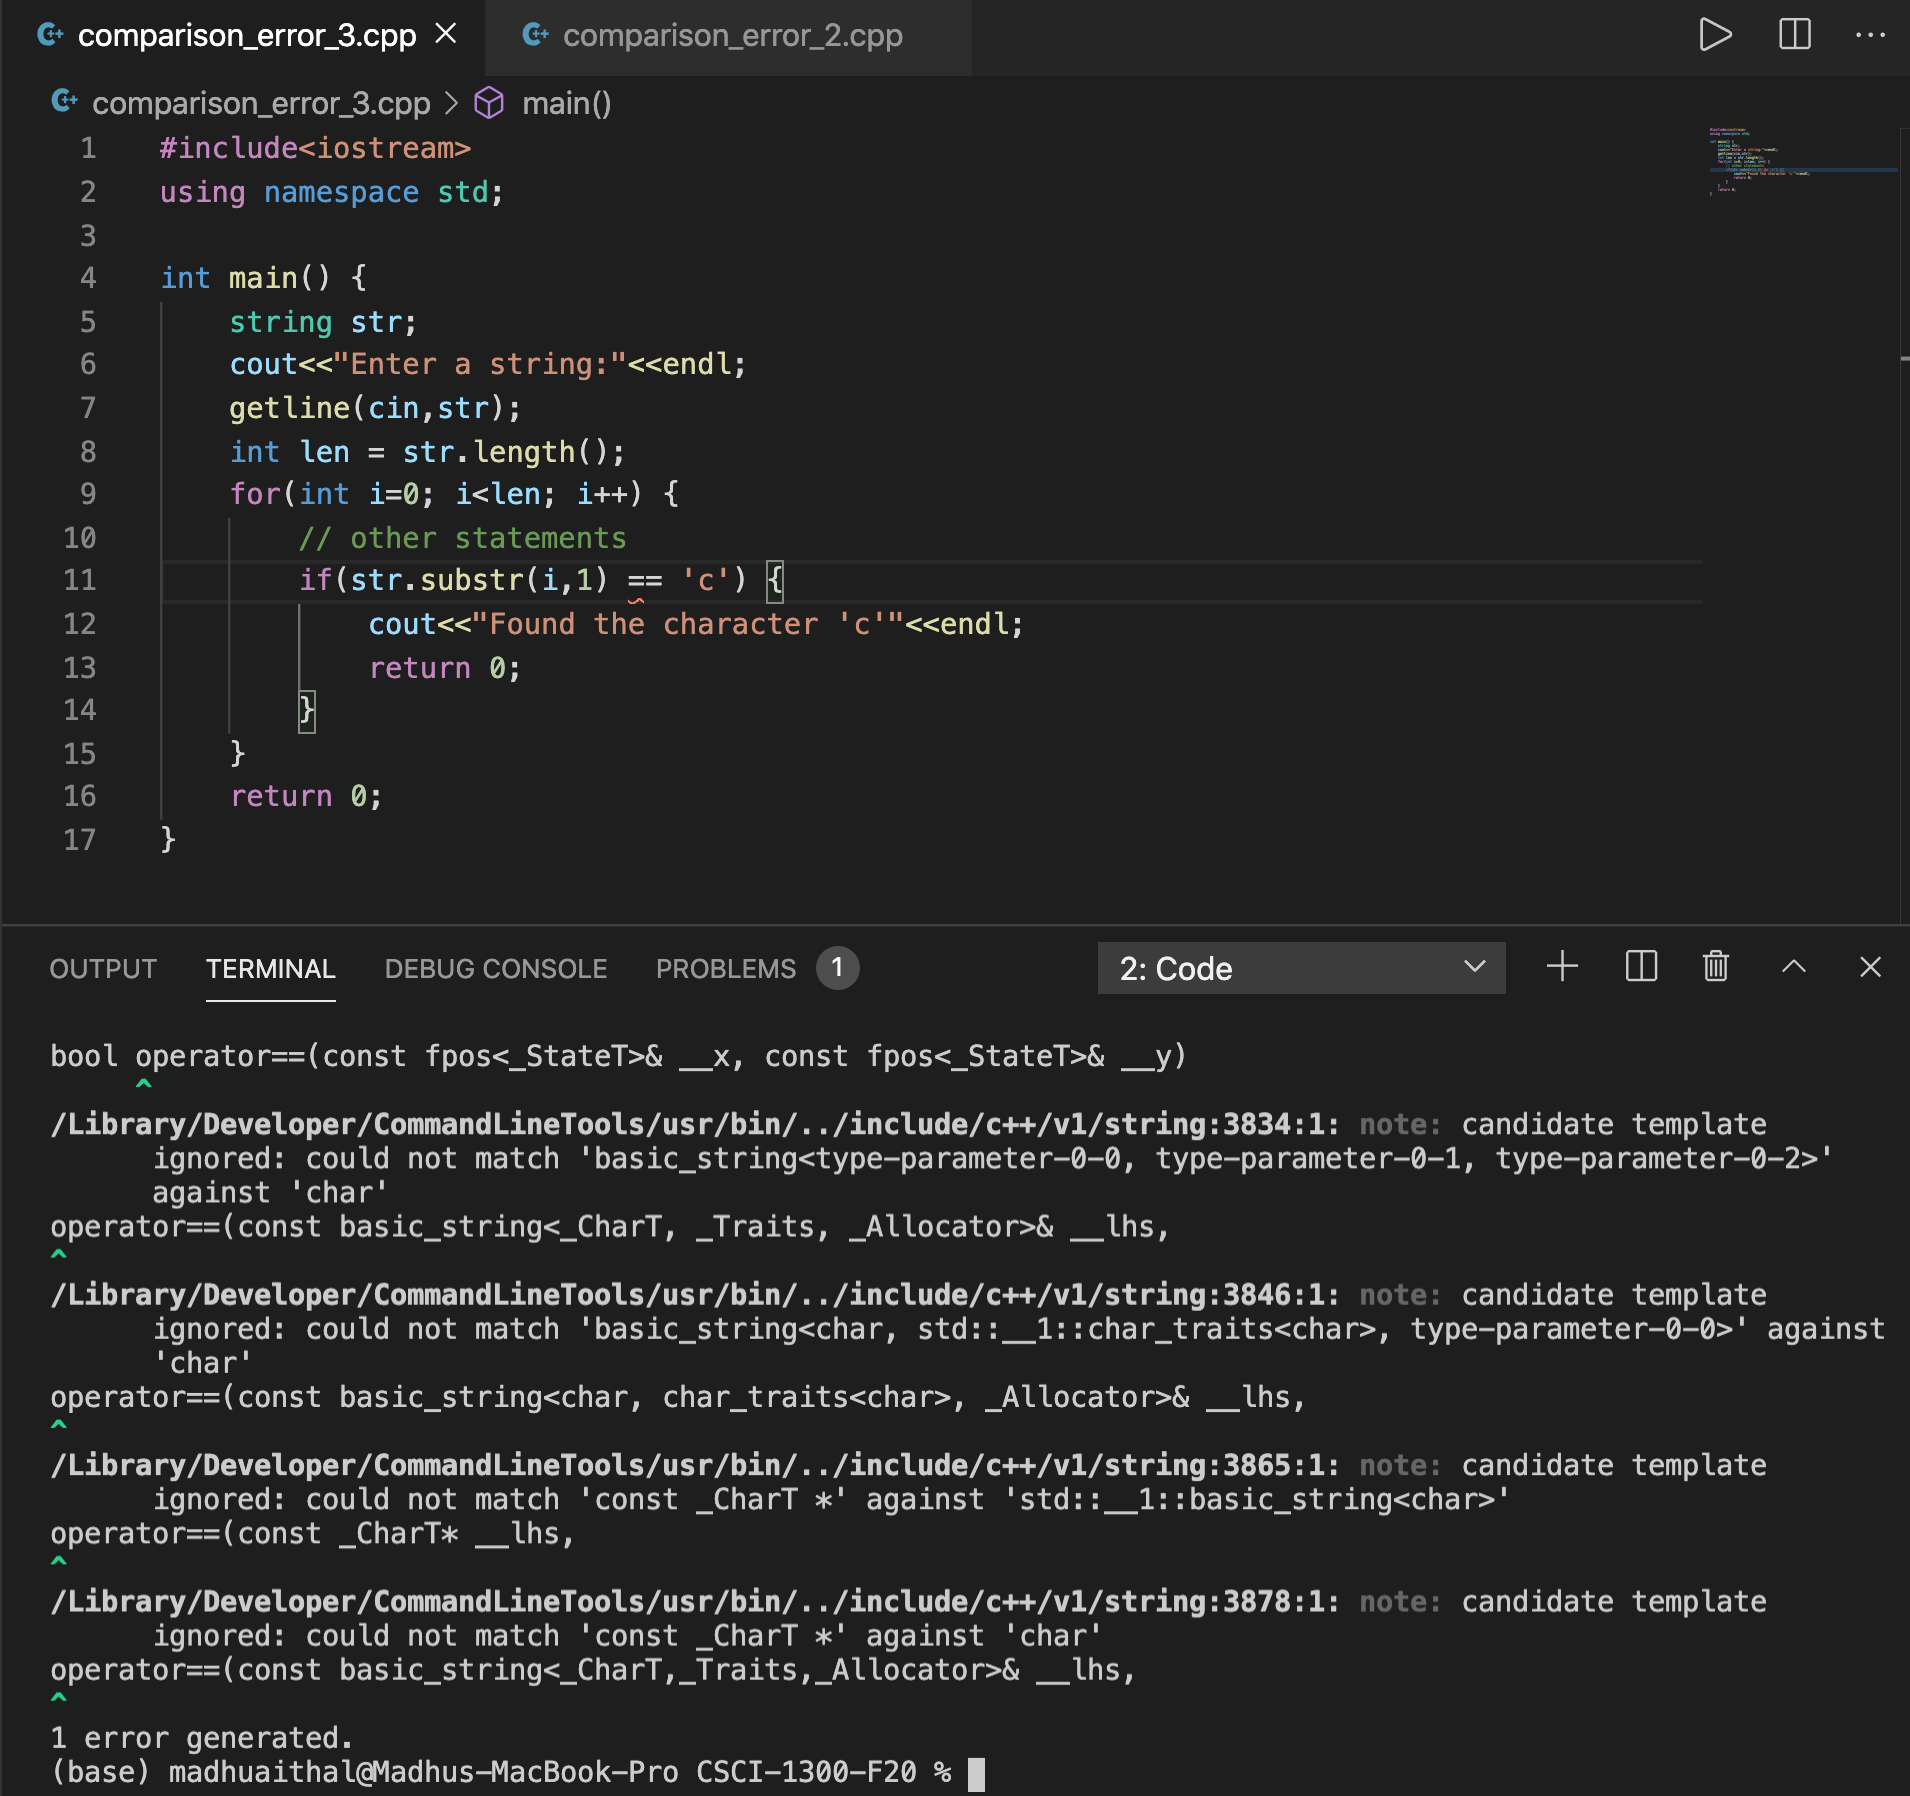 comparison_error_3.cpp
comparison_error_2.cpp
comparison_error_3.cpp > main()
1 #include<iostream>
2 using namespace std;
3
4 int main() {
5 string str;
6 cout<<"Enter a string:"<<endl;
7 getline(cin,str);
8 int len = str.length();
9 for(int i=0; i<len; i++) {
10 // other statements
11 if(str.substr(i,1) == 'c') {
12 cout<<"Found the character 'c'"<<endl;
13 return 0;
14 }
15 }
16 return 0;
17 }
OUTPUT TERMINAL DEBUG CONSOLE PROBLEMS 1 2: Code
bool operator==(const fpos<_StateT>& __x, const fpos<_StateT>& __y)
^
/Library/Developer/CommandLineTools/usr/bin/../include/c++/v1/string:3834:1: note: candidate template
ignored: could not match 'basic_string<type-parameter-0-0, type-parameter-0-1, type-parameter-0-2>'
against 'char'
operator==(const basic_string<_CharT, _Traits, _Allocator>& __lhs,
^
/Library/Developer/CommandLineTools/usr/bin/../include/c++/v1/string:3846:1: note: candidate template
ignored: could not match 'basic_string<char, std::__1::char_traits<char>, type-parameter-0-0>' against
'char'
operator==(const basic_string<char, char_traits<char>, _Allocator>& __lhs,
^
/Library/Developer/CommandLineTools/usr/bin/../include/c++/v1/string:3865:1: note: candidate template
ignored: could not match 'const _CharT *' against 'std::__1::basic_string<char>'
operator==(const _CharT* __lhs,
^
/Library/Developer/CommandLineTools/usr/bin/../include/c++/v1/string:3878:1: note: candidate template
ignored: could not match 'const _CharT *' against 'char'
operator==(const basic_string<_CharT,_Traits,_Allocator>& __lhs,
^
1 error generated.
(base) madhuaithal@Madhus-MacBook-Pro CSCI-1300-F20 %